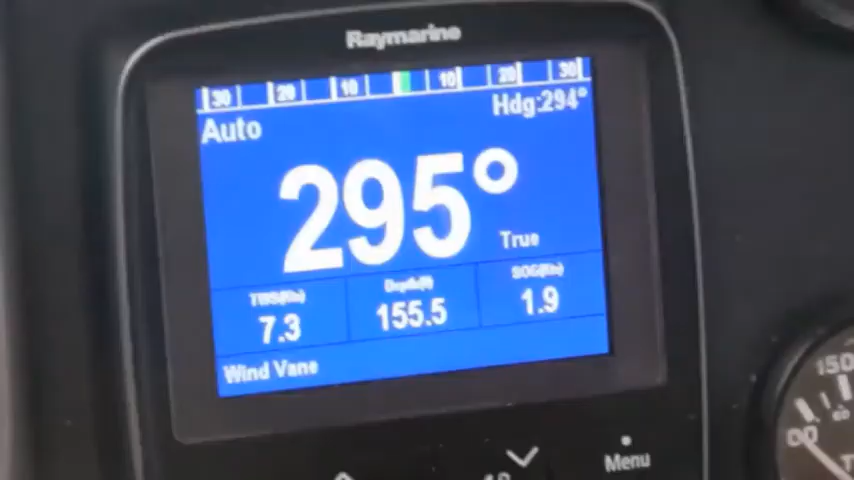 Raymarine
30 20 10 10 20 30
Auto Hdg:294°
295° True
TWS(kts) Depth(ft) SOG(kts)
7.3 155.5 1.9
Wind Vane
Menu
150